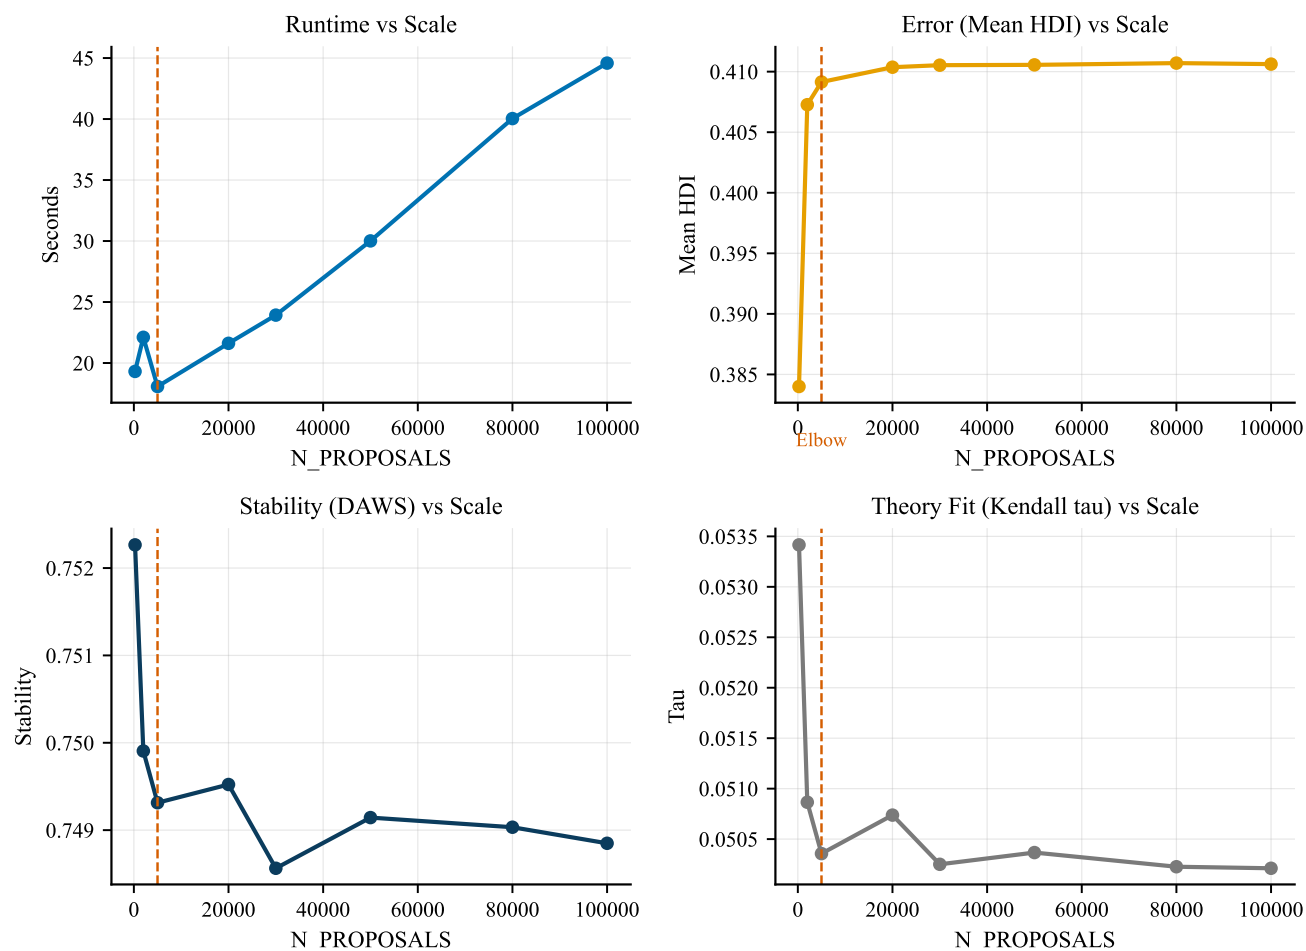 Runtime vs Scale
45
40
35
30
25
20
Seconds
0 20000 40000 60000 80000 100000
N_PROPOSALS
Error (Mean HDI) vs Scale
0.410
0.405
0.400
0.395
0.390
0.385
Mean HDI
0 20000 40000 60000 80000 100000
Elbow
N_PROPOSALS
Stability (DAWS) vs Scale
0.752
0.751
0.750
0.749
Stability
0 20000 40000 60000 80000 100000
N_PROPOSALS
Theory Fit (Kendall tau) vs Scale
0.0535
0.0530
0.0525
0.0520
0.0515
0.0510
0.0505
Tau
0 20000 40000 60000 80000 100000
N_PROPOSALS